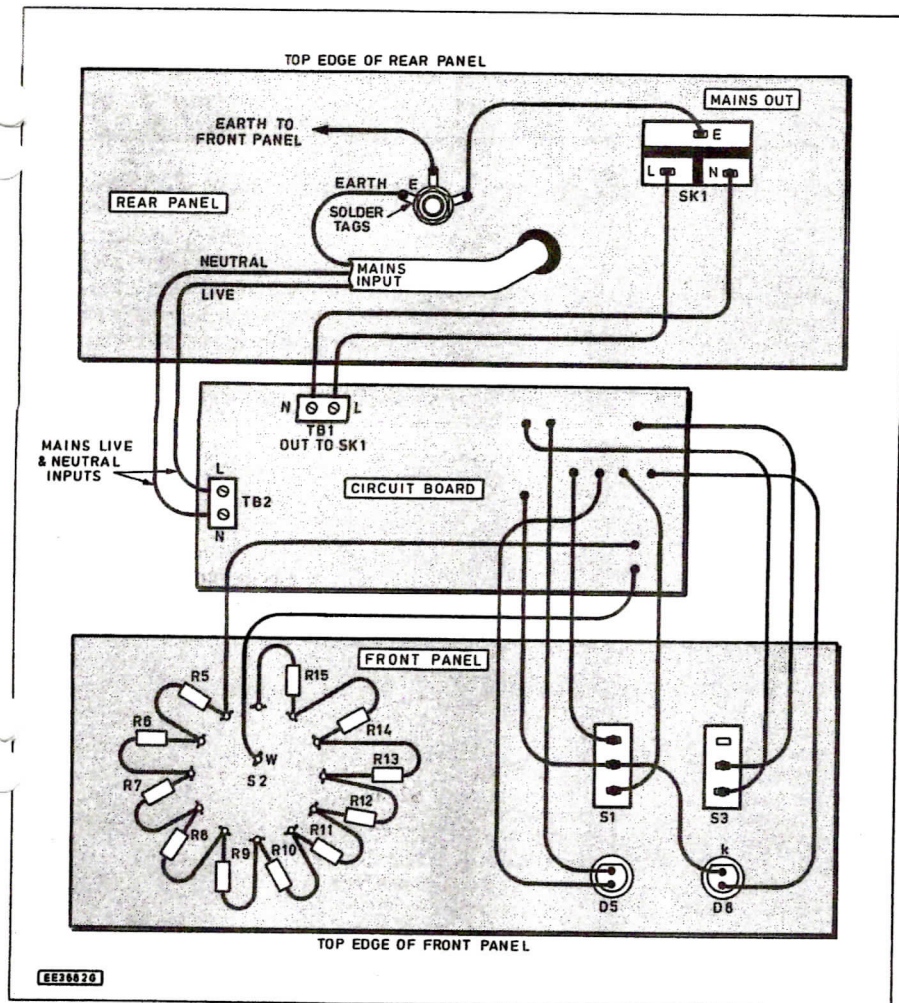 TOP EDGE OF REAR PANEL
MAINS OUT
EARTH TO
FRONT PANEL
E
L
N
SK1
EARTH
E
REAR PANEL
SOLDER
TAGS
NEUTRAL
MAINS
INPUT
LIVE
N
L
TB1
OUT TO SK1
MAINS LIVE
& NEUTRAL
INPUTS
L
TB2
N
CIRCUIT BOARD
FRONT PANEL
R5
R15
R6
R14
R13
W
S2
R7
R12
R8
R11
R9
R10
S1
S3
k
D5
D6
TOP EDGE OF FRONT PANEL
EE3662G